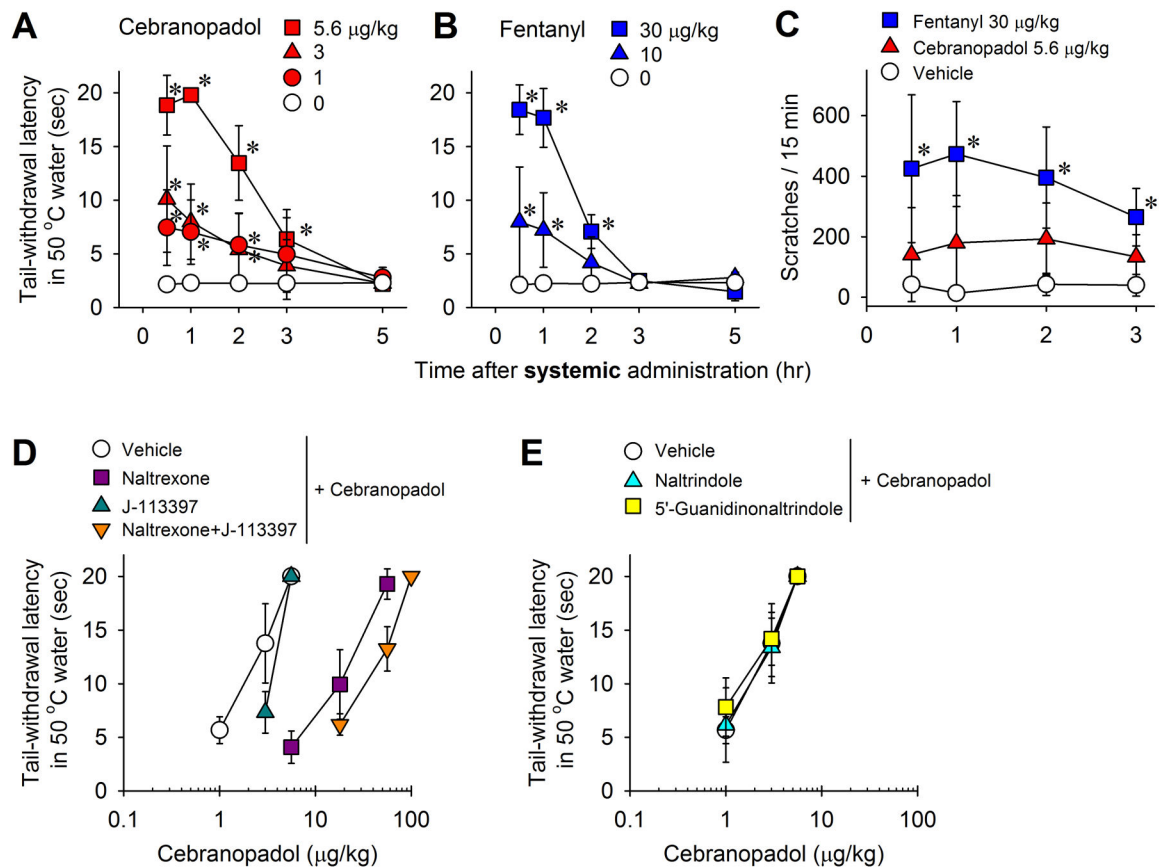 A
Cebranopadol
5.6 μg/kg
3
1
0
Tail-withdrawal latency
in 50 °C water (sec)
20
15
10
5
0
* * * * * * * * * *
0 1 2 3 5
B
Fentanyl
30 μg/kg
10
0
20
15
10
5
0
* * * * *
0 1 2 3 5
Time after systemic administration (hr)
C
Fentanyl 30 μg/kg
Cebranopadol 5.6 μg/kg
Vehicle
Scratches / 15 min
600
400
200
0
* * * *
0 1 2 3
D
Vehicle
Naltrexone
J-113397
Naltrexone+J-113397
+ Cebranopadol
Tail-withdrawal latency
in 50 °C water (sec)
20
15
10
5
0
0.1 1 10 100
Cebranopadol (μg/kg)
E
Vehicle
Naltrindole
5'-Guanidinonaltrindole
+ Cebranopadol
Tail-withdrawal latency
in 50 °C water (sec)
20
15
10
5
0
0.1 1 10 100
Cebranopadol (μg/kg)